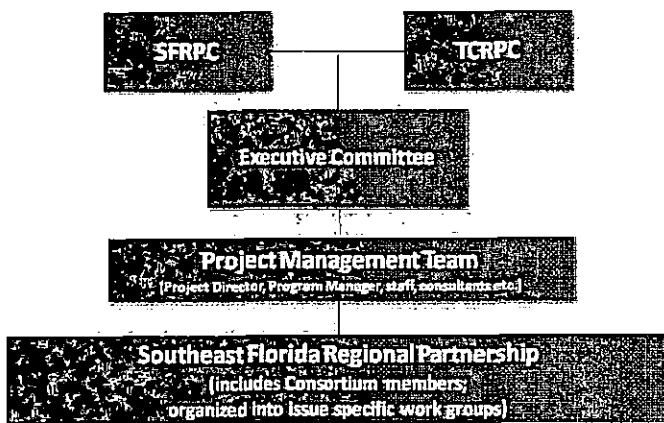 SFRPC
TCRPC
Executive Committee
Project Management Team
(Project Director, Program Manager, staff, consultants etc.)
Southeast Florida Regional Partnership
(includes Consortium members;
organized into issue specific work groups)